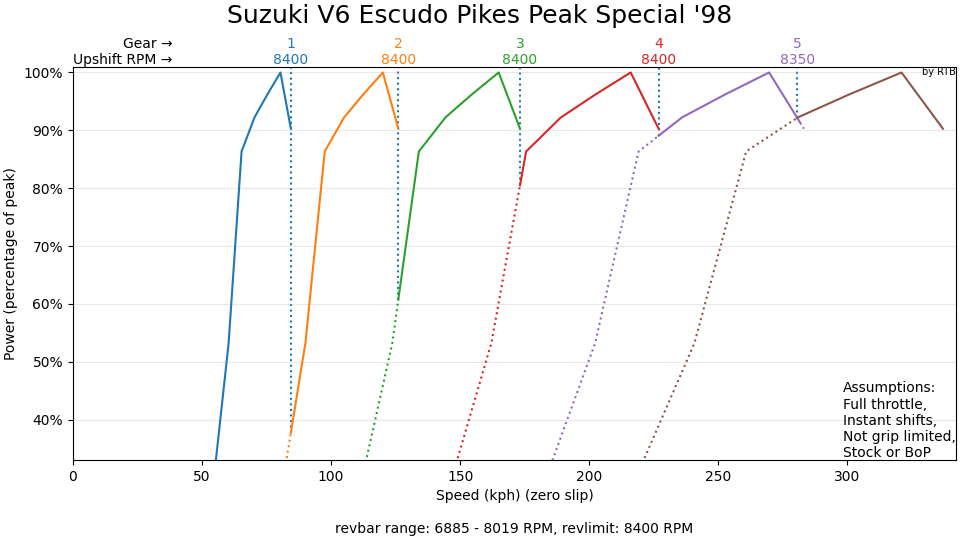 Suzuki V6 Escudo Pikes Peak Special '98
Gear → 1 2 3 4 5
Upshift RPM → 8400 8400 8400 8400 8350
by RTB
100%
90%
80%
70%
60%
50%
40%
Power (percentage of peak)
Assumptions:
Full throttle,
Instant shifts,
Not grip limited,
Stock or BoP
0 50 100 150 200 250 300
Speed (kph) (zero slip)
revbar range: 6885 - 8019 RPM, revlimit: 8400 RPM